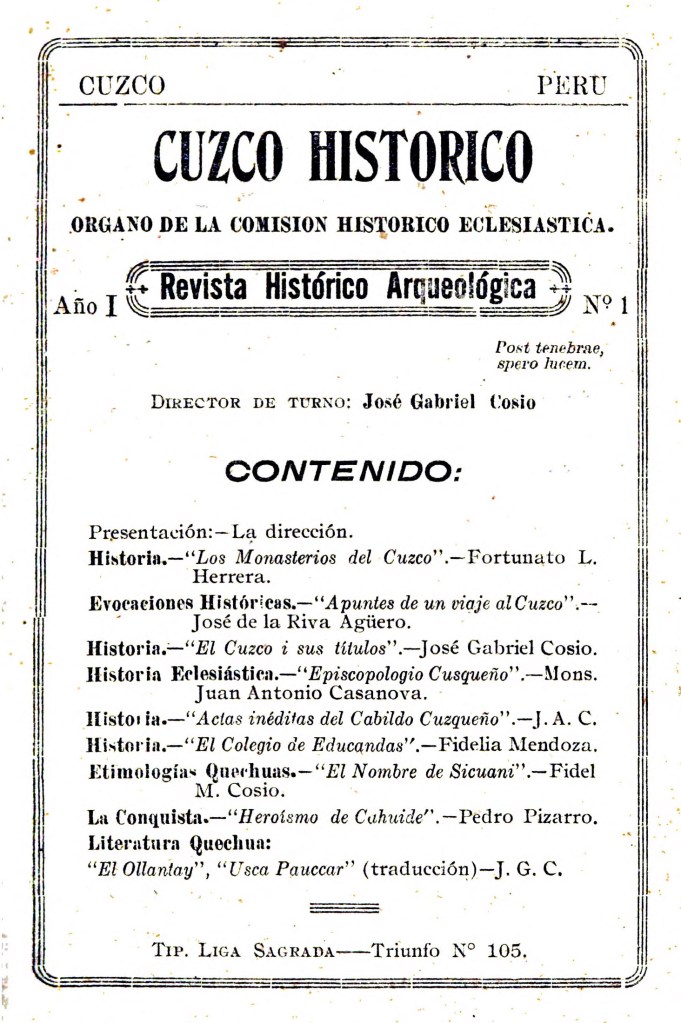 CUZCO PERU
CUZCO HISTORICO
ORGANO DE LA COMISION HISTORICO ECLESIASTICA.
Año I Revista Histórico Arqueológica Nº 1
Post tenebrae,
spero lucem.
DIRECTOR DE TURNO: José Gabriel Cosio
CONTENIDO:
Presentación:—La dirección.
Historia.—"Los Monasterios del Cuzco".—Fortunato L.
Herrera.
Evocaciones Históricas.—"Apuntes de un viaje al Cuzco".—
José de la Riva Agüero.
Historia.—"El Cuzco i sus títulos".—José Gabriel Cosio.
Historia Eclesiástica.—"Episcopologio Cusqueño".—Mons.
Juan Antonio Casanova.
Historia.—"Actas inéditas del Cabildo Cuzqueño".—J. A. C.
Historia.—"El Colegio de Educandas".—Fidelia Mendoza.
Etimologías Quechuas.—"El Nombre de Sicuani".—Fidel
M. Cosio.
La Conquista.—"Heroísmo de Cahuide".—Pedro Pizarro.
Literatura Quechua:
"El Ollantay", "Usca Pauccar" (traducción)—J. G. C.
TIP. LIGA SAGRADA——Triunfo Nº 105.